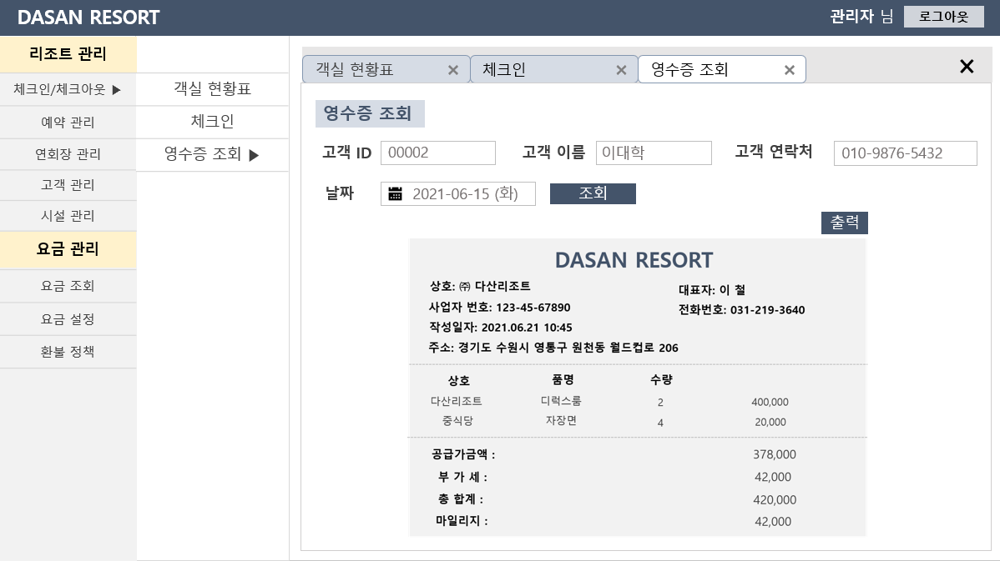 DASAN RESORT
관리자 님
로그아웃
리조트 관리
체크인/체크아웃 ▶
예약 관리
연회장 관리
고객 관리
시설 관리
요금 관리
요금 조회
요금 설정
환불 정책
객실 현황표
체크인
영수증 조회 ▶
객실 현황표 ×
체크인 ×
영수증 조회 ×
×
영수증 조회
고객 ID 00002
고객 이름 이대학
고객 연락처 010-9876-5432
날짜 2021-06-15 (화) 조회
출력
DASAN RESORT
상호: ㈜ 다산리조트
대표자: 이 철
사업자 번호: 123-45-67890
전화번호: 031-219-3640
작성일자: 2021.06.21 10:45
주소: 경기도 수원시 영통구 원천동 월드컵로 206
상호 품명 수량
다산리조트 디럭스룸 2 400,000
중식당 자장면 4 20,000
공급가금액 : 378,000
부 가 세 : 42,000
총 합계 : 420,000
마일리지 : 42,000